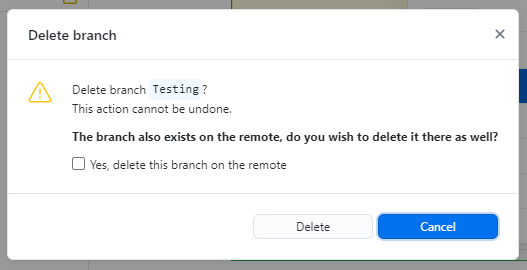 Delete branch
Delete branch Testing?
This action cannot be undone.
The branch also exists on the remote, do you wish to delete it there as well?
Yes, delete this branch on the remote
Delete
Cancel